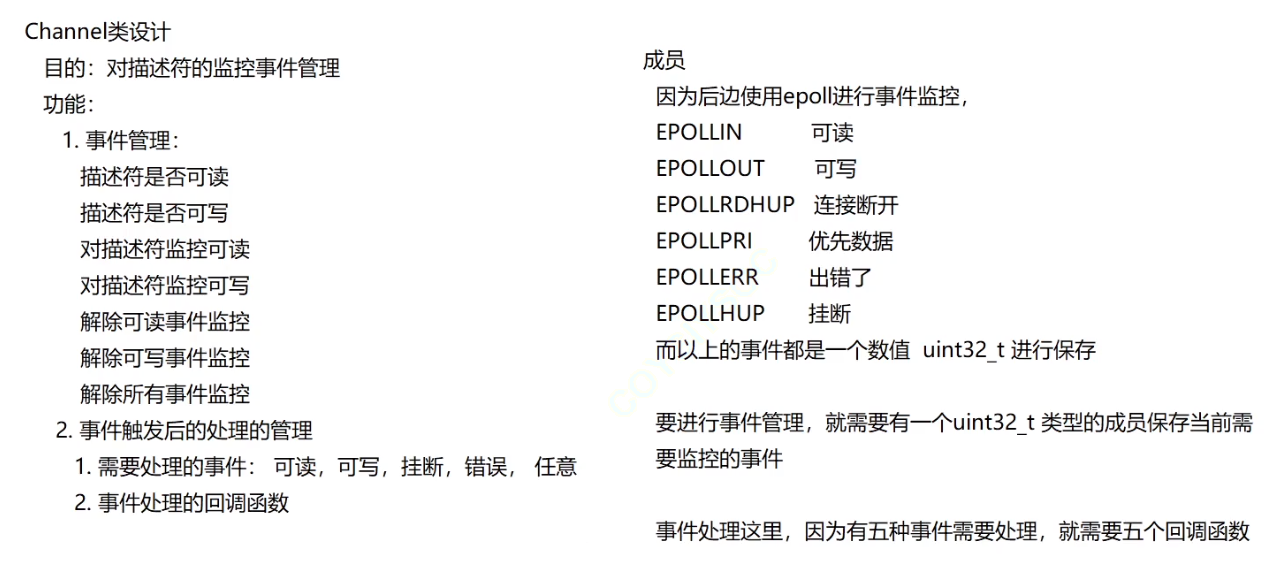 Channel类设计
目的：对描述符的监控事件管理
功能：
1. 事件管理：
描述符是否可读
描述符是否可写
对描述符监控可读
对描述符监控可写
解除可读事件监控
解除可写事件监控
解除所有事件监控
2. 事件触发后的处理的管理
1. 需要处理的事件： 可读，可写，挂断，错误， 任意
2. 事件处理的回调函数
成员
因为后边使用epoll进行事件监控，
EPOLLIN 可读
EPOLLOUT 可写
EPOLLRDHUP 连接断开
EPOLLPRI 优先数据
EPOLLERR 出错了
EPOLLHUP 挂断
而以上的事件都是一个数值 uint32_t 进行保存
要进行事件管理，就需要有一个uint32_t 类型的成员保存当前需
要监控的事件
事件处理这里，因为有五种事件需要处理，就需要五个回调函数